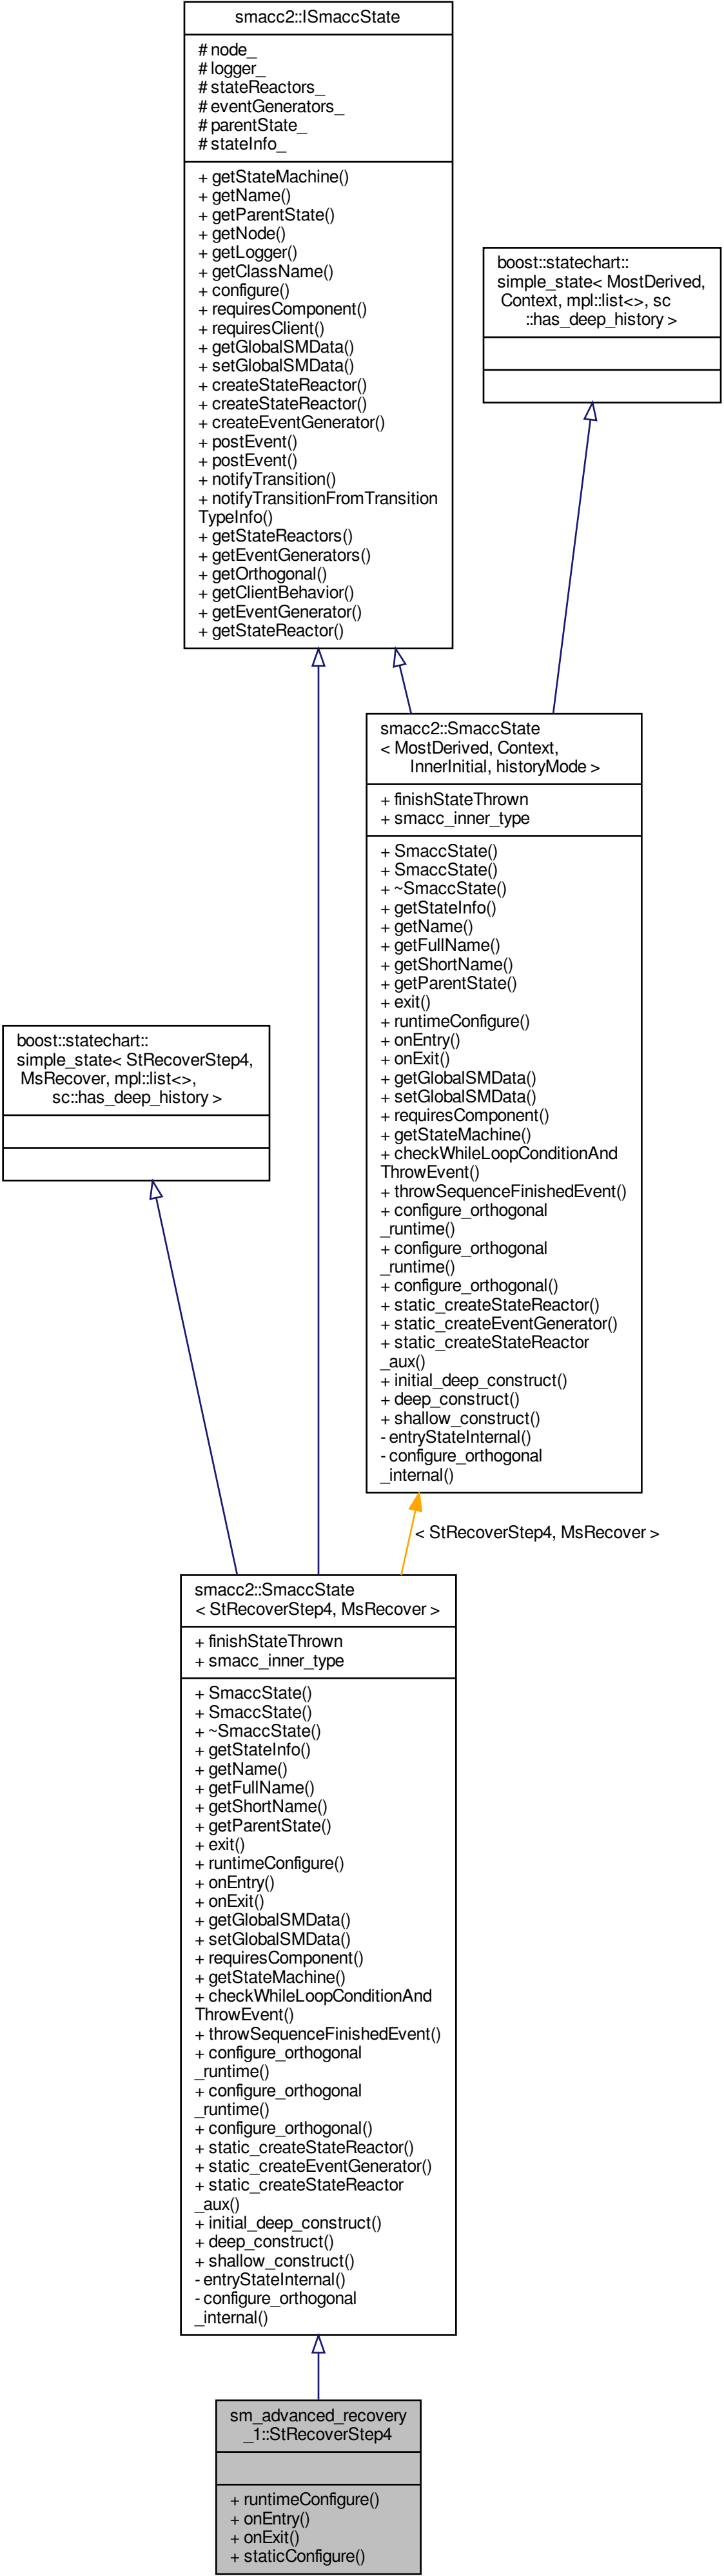 smacc2::ISmaccState
# node_
# logger_
# stateReactors_
# eventGenerators_
# parentState_
# stateInfo_
+ getStateMachine()
+ getName()
+ getParentState()
+ getNode()
+ getLogger()
+ getClassName()
+ configure()
+ requiresComponent()
+ requiresClient()
+ getGlobalSMData()
+ setGlobalSMData()
+ createStateReactor()
+ createStateReactor()
+ createEventGenerator()
+ postEvent()
+ postEvent()
+ notifyTransition()
+ notifyTransitionFromTransition
TypeInfo()
+ getStateReactors()
+ getEventGenerators()
+ getOrthogonal()
+ getClientBehavior()
+ getEventGenerator()
+ getStateReactor()
boost::statechart::
simple_state< MostDerived,
Context, mpl::list<>, sc
::has_deep_history >
smacc2::SmaccState
< MostDerived, Context,
InnerInitial, historyMode >
+ finishStateThrown
+ smacc_inner_type
+ SmaccState()
+ SmaccState()
+ ~SmaccState()
+ getStateInfo()
+ getName()
+ getFullName()
+ getShortName()
+ getParentState()
+ exit()
+ runtimeConfigure()
+ onEntry()
+ onExit()
+ getGlobalSMData()
+ setGlobalSMData()
+ requiresComponent()
+ getStateMachine()
+ checkWhileLoopConditionAnd
ThrowEvent()
+ throwSequenceFinishedEvent()
+ configure_orthogonal
_runtime()
+ configure_orthogonal
_runtime()
+ configure_orthogonal()
+ static_createStateReactor()
+ static_createEventGenerator()
+ static_createStateReactor
_aux()
+ initial_deep_construct()
+ deep_construct()
+ shallow_construct()
- entryStateInternal()
- configure_orthogonal
_internal()
boost::statechart::
simple_state< StRecoverStep4,
MsRecover, mpl::list<>,
sc::has_deep_history >
< StRecoverStep4, MsRecover >
smacc2::SmaccState
< StRecoverStep4, MsRecover >
+ finishStateThrown
+ smacc_inner_type
+ SmaccState()
+ SmaccState()
+ ~SmaccState()
+ getStateInfo()
+ getName()
+ getFullName()
+ getShortName()
+ getParentState()
+ exit()
+ runtimeConfigure()
+ onEntry()
+ onExit()
+ getGlobalSMData()
+ setGlobalSMData()
+ requiresComponent()
+ getStateMachine()
+ checkWhileLoopConditionAnd
ThrowEvent()
+ throwSequenceFinishedEvent()
+ configure_orthogonal
_runtime()
+ configure_orthogonal
_runtime()
+ configure_orthogonal()
+ static_createStateReactor()
+ static_createEventGenerator()
+ static_createStateReactor
_aux()
+ initial_deep_construct()
+ deep_construct()
+ shallow_construct()
- entryStateInternal()
- configure_orthogonal
_internal()
sm_advanced_recovery
_1::StRecoverStep4
+ runtimeConfigure()
+ onEntry()
+ onExit()
+ staticConfigure()